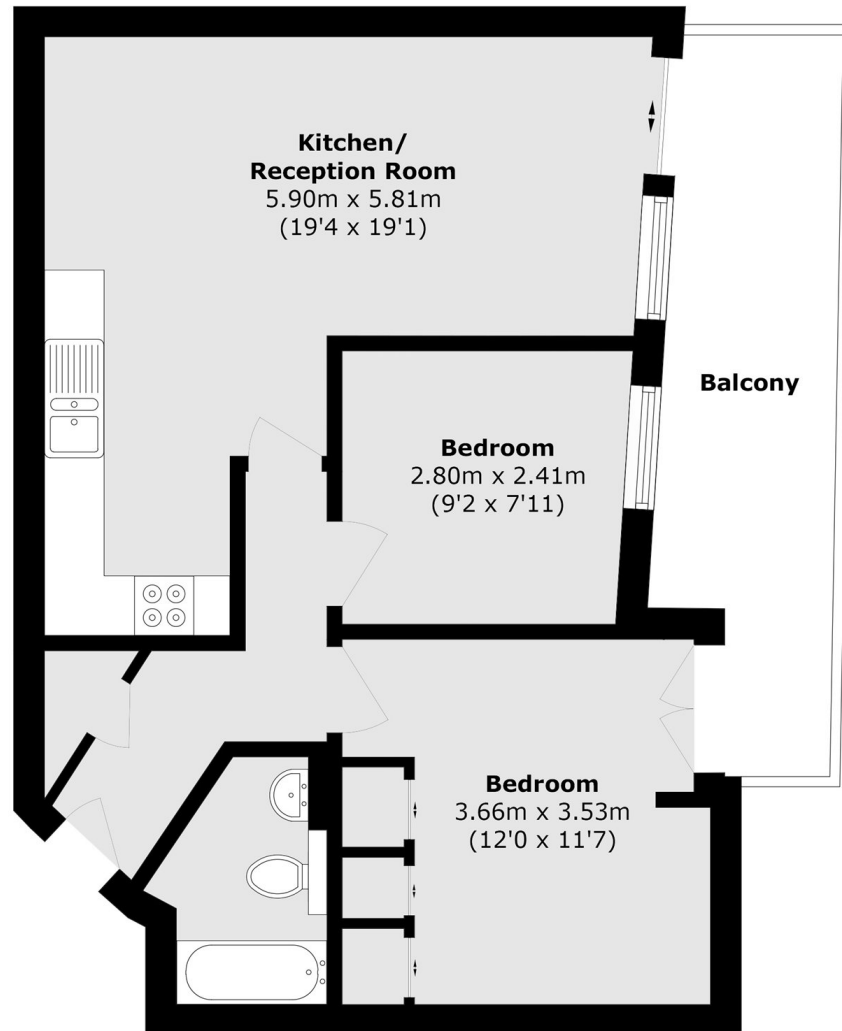 Kitchen/
Reception Room
5.90m x 5.81m
(19'4 x 19'1)
Balcony
Bedroom
2.80m x 2.41m
(9'2 x 7'11)
Bedroom
3.66m x 3.53m
(12'0 x 11'7)